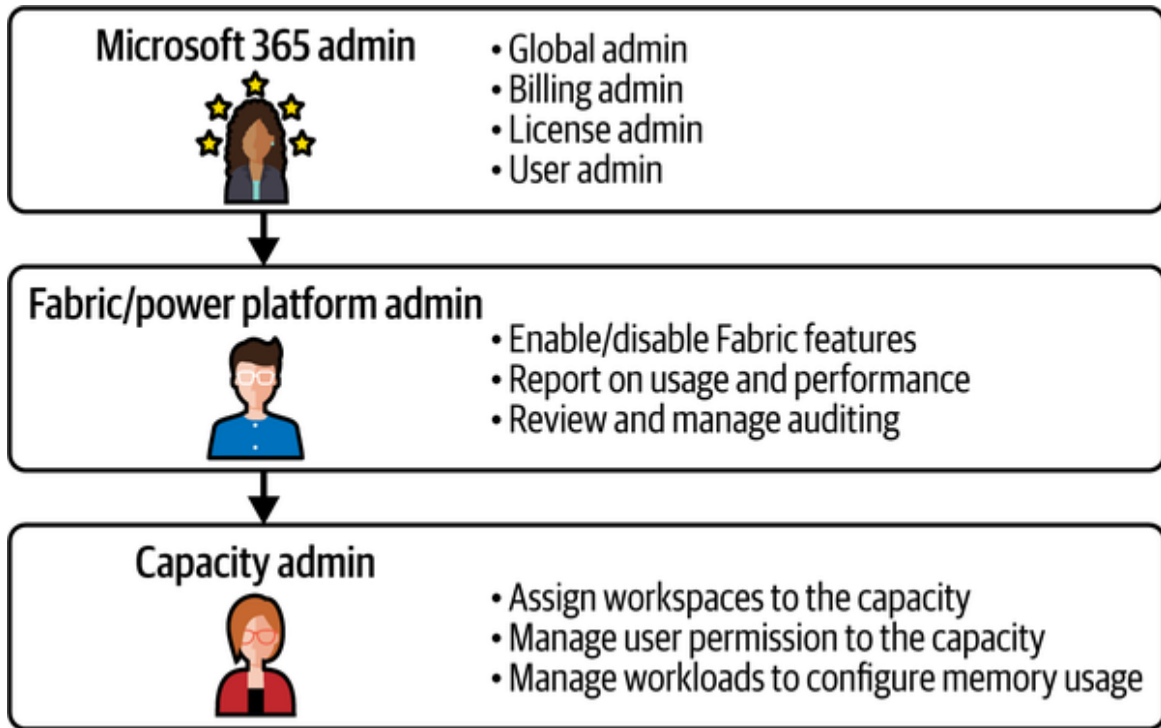 Microsoft 365 admin
• Global admin
• Billing admin
• License admin
• User admin
Fabric/power platform admin
• Enable/disable Fabric features
• Report on usage and performance
• Review and manage auditing
Capacity admin
• Assign workspaces to the capacity
• Manage user permission to the capacity
• Manage workloads to configure memory usage